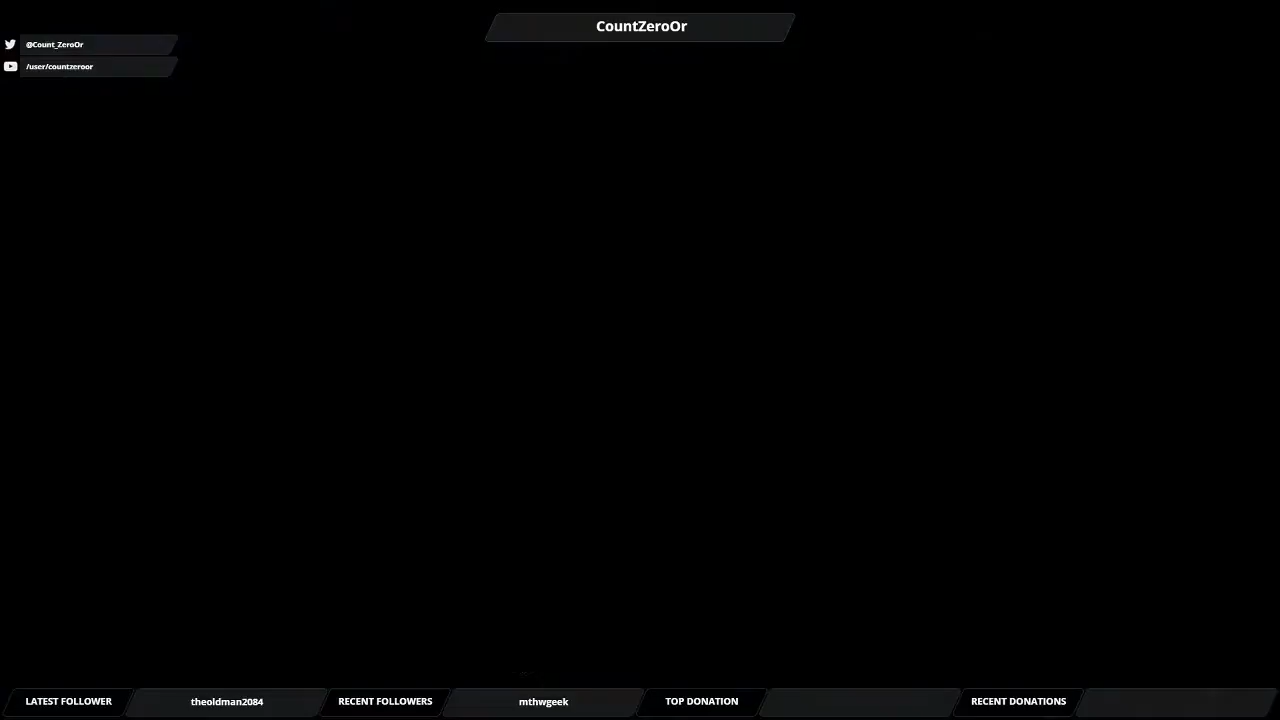 CountZeroOr
@Count_ZeroOr
/user/countzeroor
LATEST FOLLOWER theoldman2084 RECENT FOLLOWERS mthwgeek TOP DONATION RECENT DONATIONS